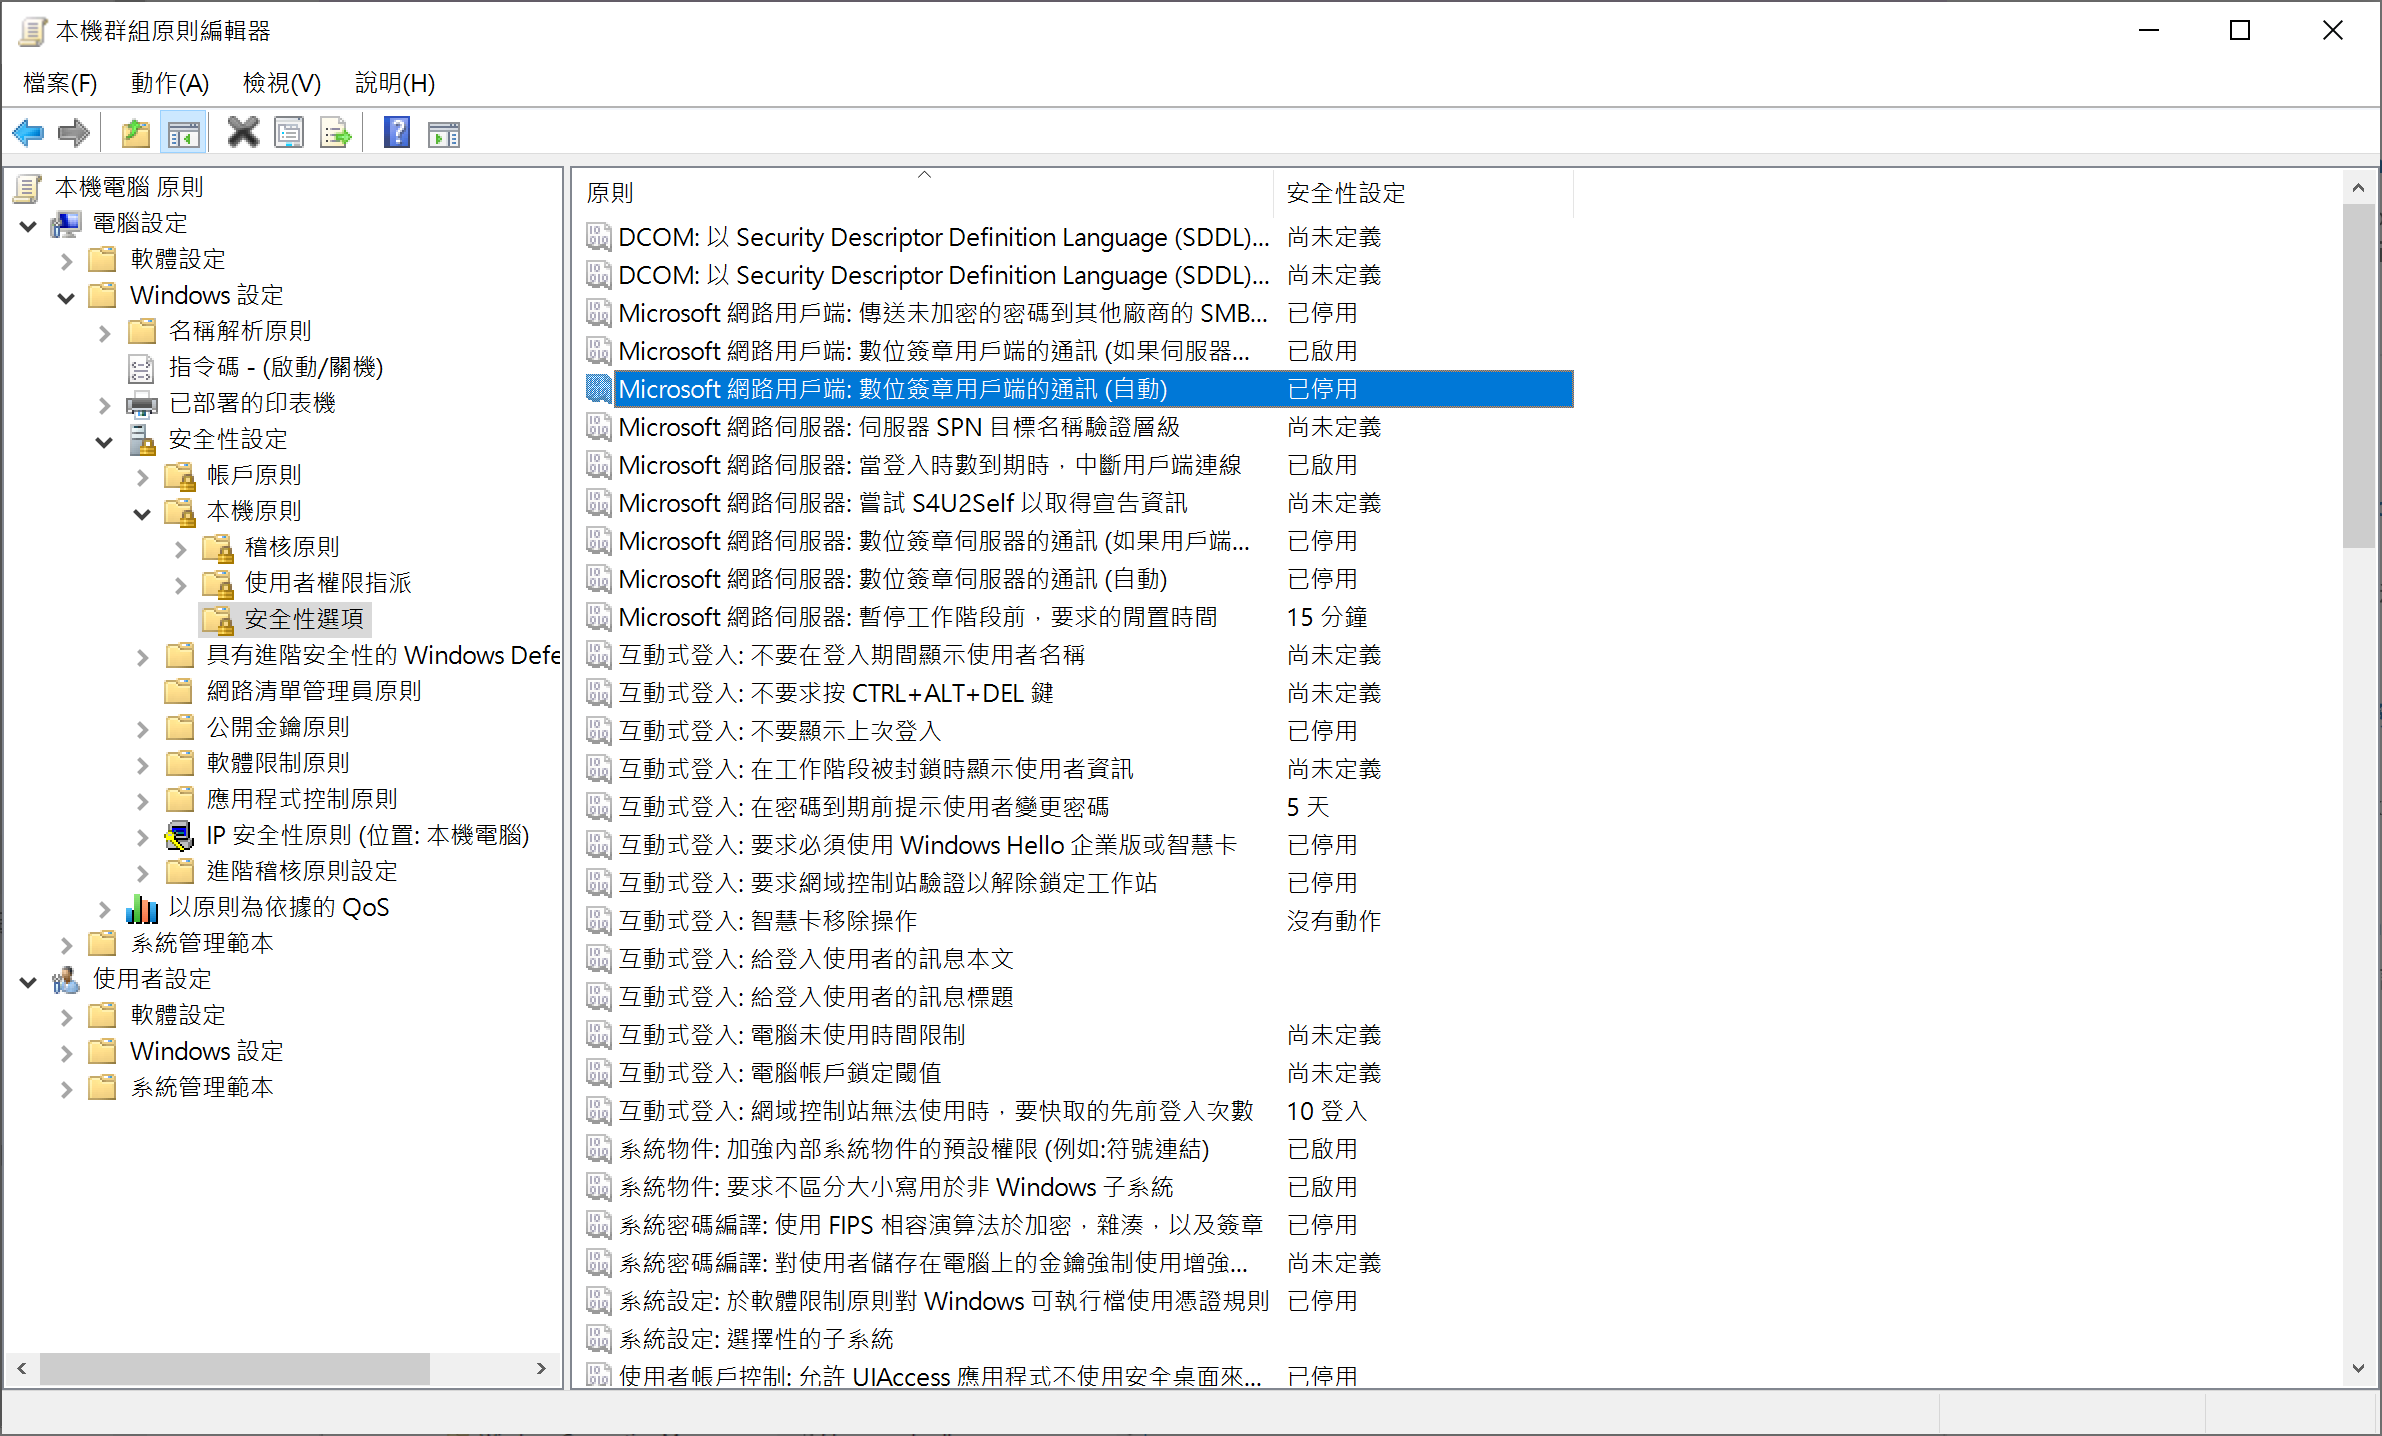 本機群組原則編輯器
檔案(F) 動作(A) 檢視(V) 說明(H)
本機電腦 原則
電腦設定
軟體設定
Windows 設定
名稱解析原則
指令碼 - (啟動/關機)
已部署的印表機
安全性設定
帳戶原則
本機原則
稽核原則
使用者權限指派
安全性選項
具有進階安全性的 Windows Defe
網路清單管理員原則
公開金鑰原則
軟體限制原則
應用程式控制原則
IP 安全性原則 (位置: 本機電腦)
進階稽核原則設定
以原則為依據的 QoS
系統管理範本
使用者設定
軟體設定
Windows 設定
系統管理範本
原則 安全性設定
DCOM: 以 Security Descriptor Definition Language (SDDL)... 尚未定義
DCOM: 以 Security Descriptor Definition Language (SDDL)... 尚未定義
Microsoft 網路用戶端: 傳送未加密的密碼到其他廠商的 SMB... 已停用
Microsoft 網路用戶端: 數位簽章用戶端的通訊 (如果伺服器... 已啟用
Microsoft 網路用戶端: 數位簽章用戶端的通訊 (自動) 已停用
Microsoft 網路伺服器: 伺服器 SPN 目標名稱驗證層級 尚未定義
Microsoft 網路伺服器: 當登入時數到期時，中斷用戶端連線 已啟用
Microsoft 網路伺服器: 嘗試 S4U2Self 以取得宣告資訊 尚未定義
Microsoft 網路伺服器: 數位簽章伺服器的通訊 (如果用戶端... 已停用
Microsoft 網路伺服器: 數位簽章伺服器的通訊 (自動) 已停用
Microsoft 網路伺服器: 暫停工作階段前，要求的閒置時間 15 分鐘
互動式登入: 不要在登入期間顯示使用者名稱 尚未定義
互動式登入: 不要求按 CTRL+ALT+DEL 鍵 尚未定義
互動式登入: 不要顯示上次登入 已停用
互動式登入: 在工作階段被封鎖時顯示使用者資訊 尚未定義
互動式登入: 在密碼到期前提示使用者變更密碼 5 天
互動式登入: 要求必須使用 Windows Hello 企業版或智慧卡 已停用
互動式登入: 要求網域控制站驗證以解除鎖定工作站 已停用
互動式登入: 智慧卡移除操作 沒有動作
互動式登入: 給登入使用者的訊息本文
互動式登入: 給登入使用者的訊息標題
互動式登入: 電腦未使用時間限制 尚未定義
互動式登入: 電腦帳戶鎖定閾值 尚未定義
互動式登入: 網域控制站無法使用時，要快取的先前登入次數 10 登入
系統物件: 加強內部系統物件的預設權限 (例如:符號連結) 已啟用
系統物件: 要求不區分大小寫用於非 Windows 子系統 已啟用
系統密碼編譯: 使用 FIPS 相容演算法於加密，雜湊，以及簽章 已停用
系統密碼編譯: 對使用者儲存在電腦上的金鑰強制使用增強... 尚未定義
系統設定: 於軟體限制原則對 Windows 可執行檔使用憑證規則 已停用
系統設定: 選擇性的子系統
使用者帳戶控制: 允許 UIAccess 應用程式不使用安全桌面來... 已停用